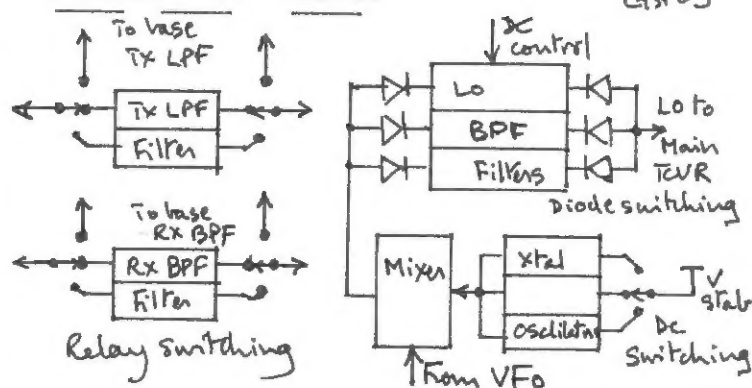 To base
Tx LPF
Tx LPF
Filter
To base
Rx BPF
Rx BPF
Filter
Relay switching
DC
control
Lo
BPF
Filters
LO to
Main
TCVR
Diode switching
Mixer
From VFO
Xtal
Oscillator
V
stab
DC
Switching